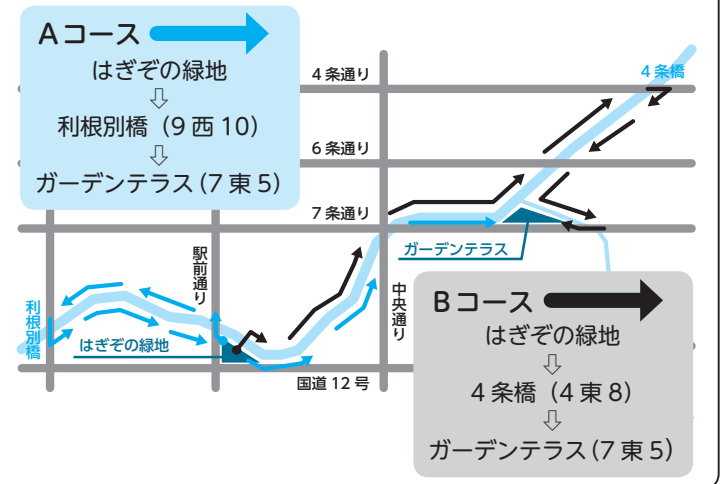 Aコース
はぎぞの緑地
⇩
利根別橋（9西10）
⇩
ガーデンテラス（7東5）
4条通り
4条橋
6条通り
7条通り
ガーデンテラス
駅前通り
中央通り
利根別橋
はぎぞの緑地
国道12号
Bコース
はぎぞの緑地
⇩
4条橋（4東8）
⇩
ガーデンテラス（7東5）